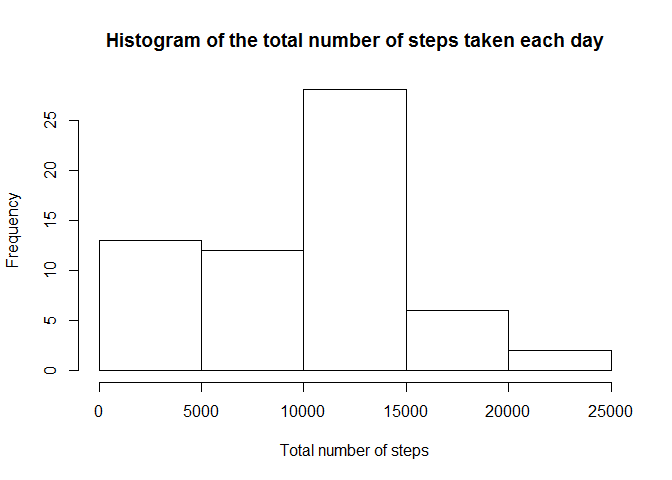 Histogram of the total number of steps taken each day
Frequency
25
20
15
10
5
0
0 5000 10000 15000 20000 25000
Total number of steps